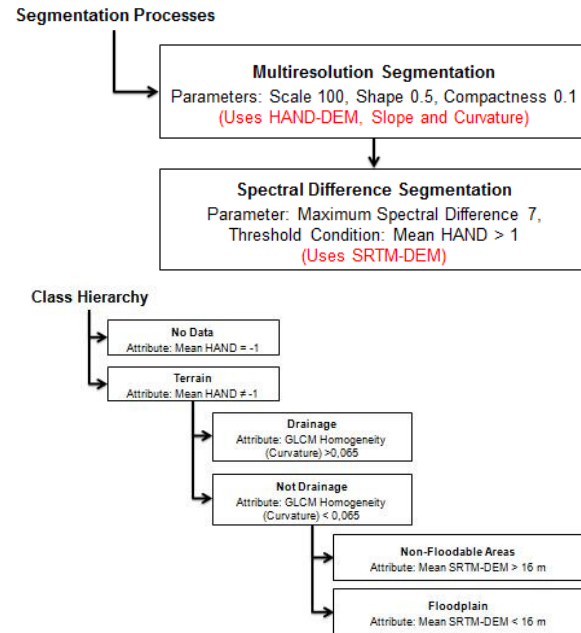 Segmentation Processes
Multiresolution Segmentation
Parameters: Scale 100, Shape 0.5, Compactness 0.1
(Uses HAND-DEM, Slope and Curvature)
Spectral Difference Segmentation
Parameter: Maximum Spectral Difference 7,
Threshold Condition: Mean HAND > 1
(Uses SRTM-DEM)
Class Hierarchy
No Data
Attribute: Mean HAND = -1
Terrain
Attribute: Mean HAND ≠ -1
Drainage
Attribute: GLCM Homogeneity
(Curvature) >0,065
Not Drainage
Attribute: GLCM Homogeneity
(Curvature) < 0,065
Non-Floodable Areas
Attribute: Mean SRTM-DEM > 16 m
Floodplain
Attribute: Mean SRTM-DEM < 16 m